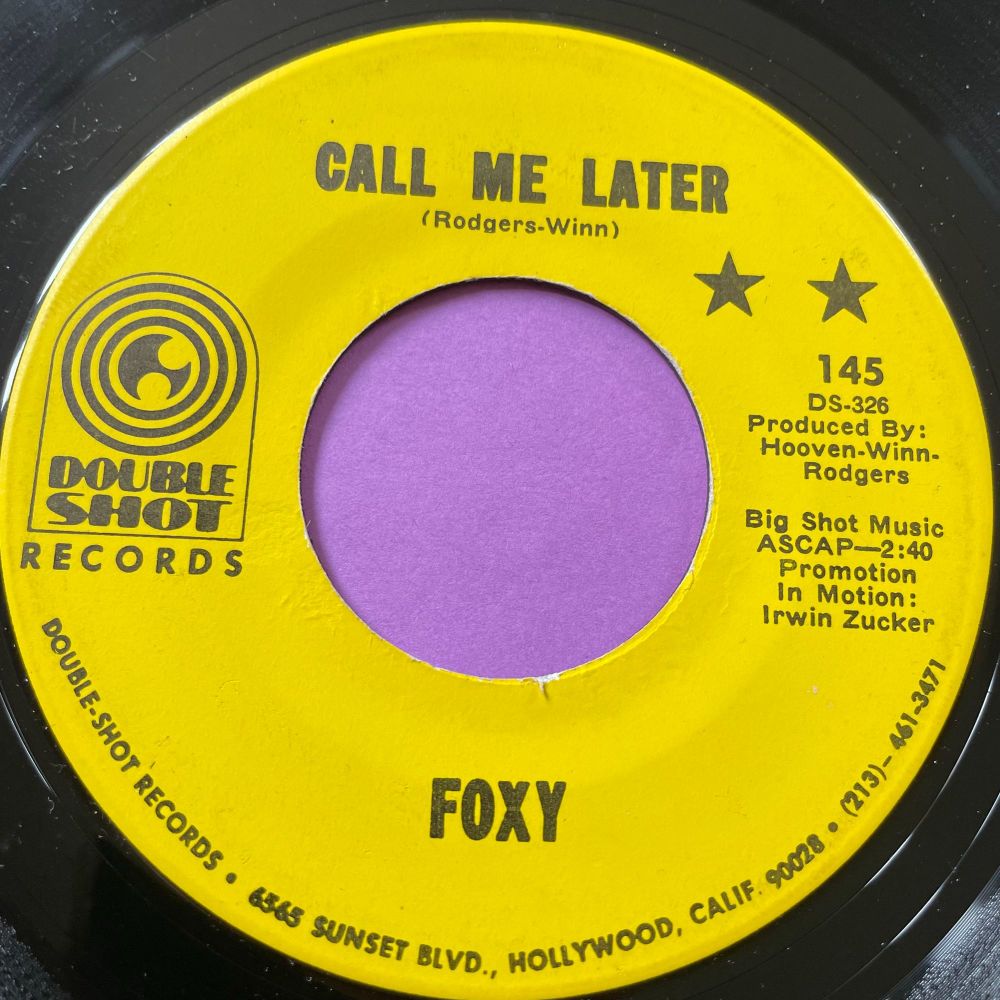 CALL ME LATER
(Rodgers-Winn)
145
DS-326
Produced By:
Hooven-Winn-
Rodgers
Big Shot Music
ASCAP—2:40
Promotion
In Motion:
Irwin Zucker
DOUBLE
SHOT
RECORDS
FOXY
DOUBLE-SHOT RECORDS • 6565 SUNSET BLVD., HOLLYWOOD, CALIF. 90028 • (213)-461-3471